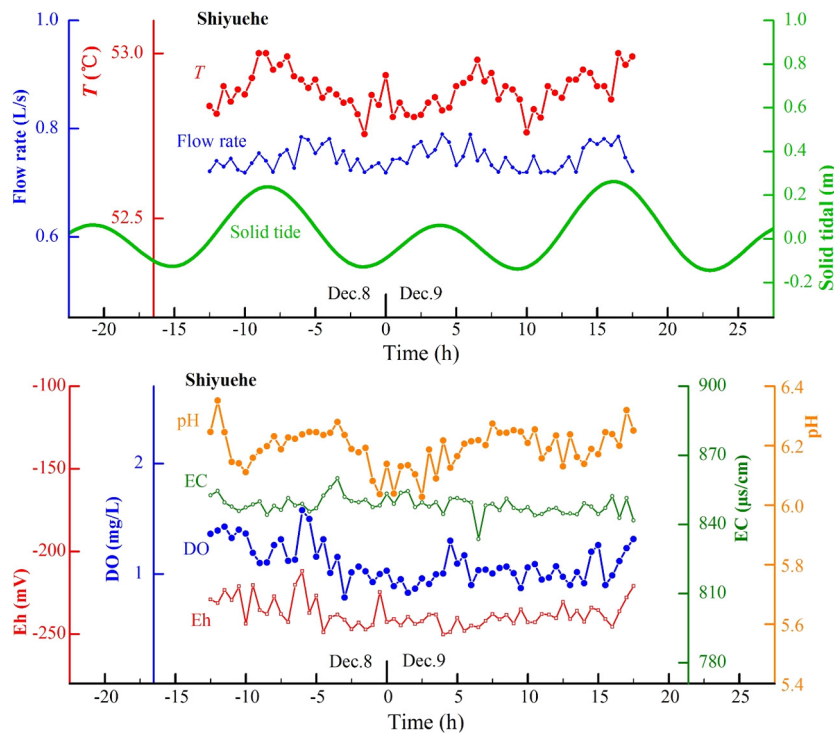 Shiyuehe
1.0
0.8
0.6
Flow rate (L/s)
53.0
52.5
T (℃)
T
Flow rate
Solid tide
1.0
0.8
0.6
0.4
0.2
0.0
-0.2
Solid tidal (m)
Dec.8 Dec.9
-20 -15 -10 -5 0 5 10 15 20 25
Time (h)
Shiyuehe
-100
-150
-200
-250
Eh (mV)
2
1
DO (mg/L)
pH
EC
DO
Eh
900
880
860
840
820
800
780
EC (μs/cm)
6.4
6.2
6.0
5.8
5.6
5.4
pH
Dec.8 Dec.9
-20 -15 -10 -5 0 5 10 15 20 25
Time (h)